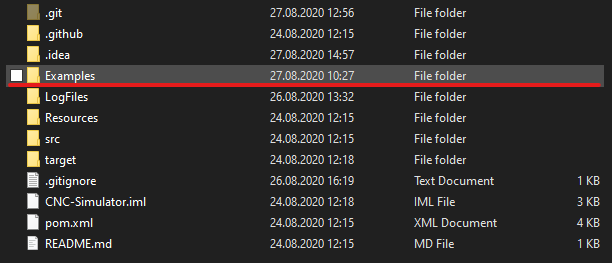 .git 27.08.2020 12:56 File folder
.github 24.08.2020 12:15 File folder
.idea 27.08.2020 14:57 File folder
Examples 27.08.2020 10:27 File folder
LogFiles 26.08.2020 13:32 File folder
Resources 24.08.2020 12:15 File folder
src 24.08.2020 12:15 File folder
target 24.08.2020 12:18 File folder
.gitignore 26.08.2020 16:19 Text Document 1 KB
CNC-Simulator.iml 24.08.2020 12:18 IML File 3 KB
pom.xml 24.08.2020 12:15 XML Document 4 KB
README.md 24.08.2020 12:15 MD File 1 KB